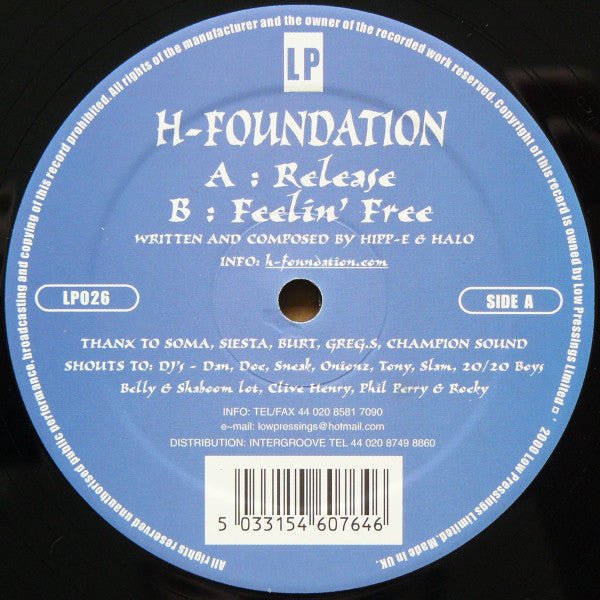 All rights of the manufacturer and the owner of the recorded work reserved. Copyright of this record is owned by Low Pressings Limited ℗ ' 2000 Low Pressings Limited. Made in UK.
LP
H-FOUNDATION
A : Release
B : Feelin' Free
WRITTEN AND COMPOSED BY HIPP-E & HALO
INFO: h-foundation.com
LP026
SIDE A
THANX TO SOMA, SIESTA, BURT, GREG.S, CHAMPION SOUND
SHOUTS TO: DJ's - Dan, Doc, Sneak, Onionz, Tony, Slam, 20/20 Boys
Belly & Shaboom Lot, Clive Henry, Phil Perry & Rocky
INFO: TEL/FAX 44 020 8581 7090
e-mail: lowpressings@hotmail.com
DISTRIBUTION: INTERGROOVE TEL 44 020 8749 8860
5 033154 607646
All rights reserved unauthorised public performance, broadcasting and copying of this record prohibited.